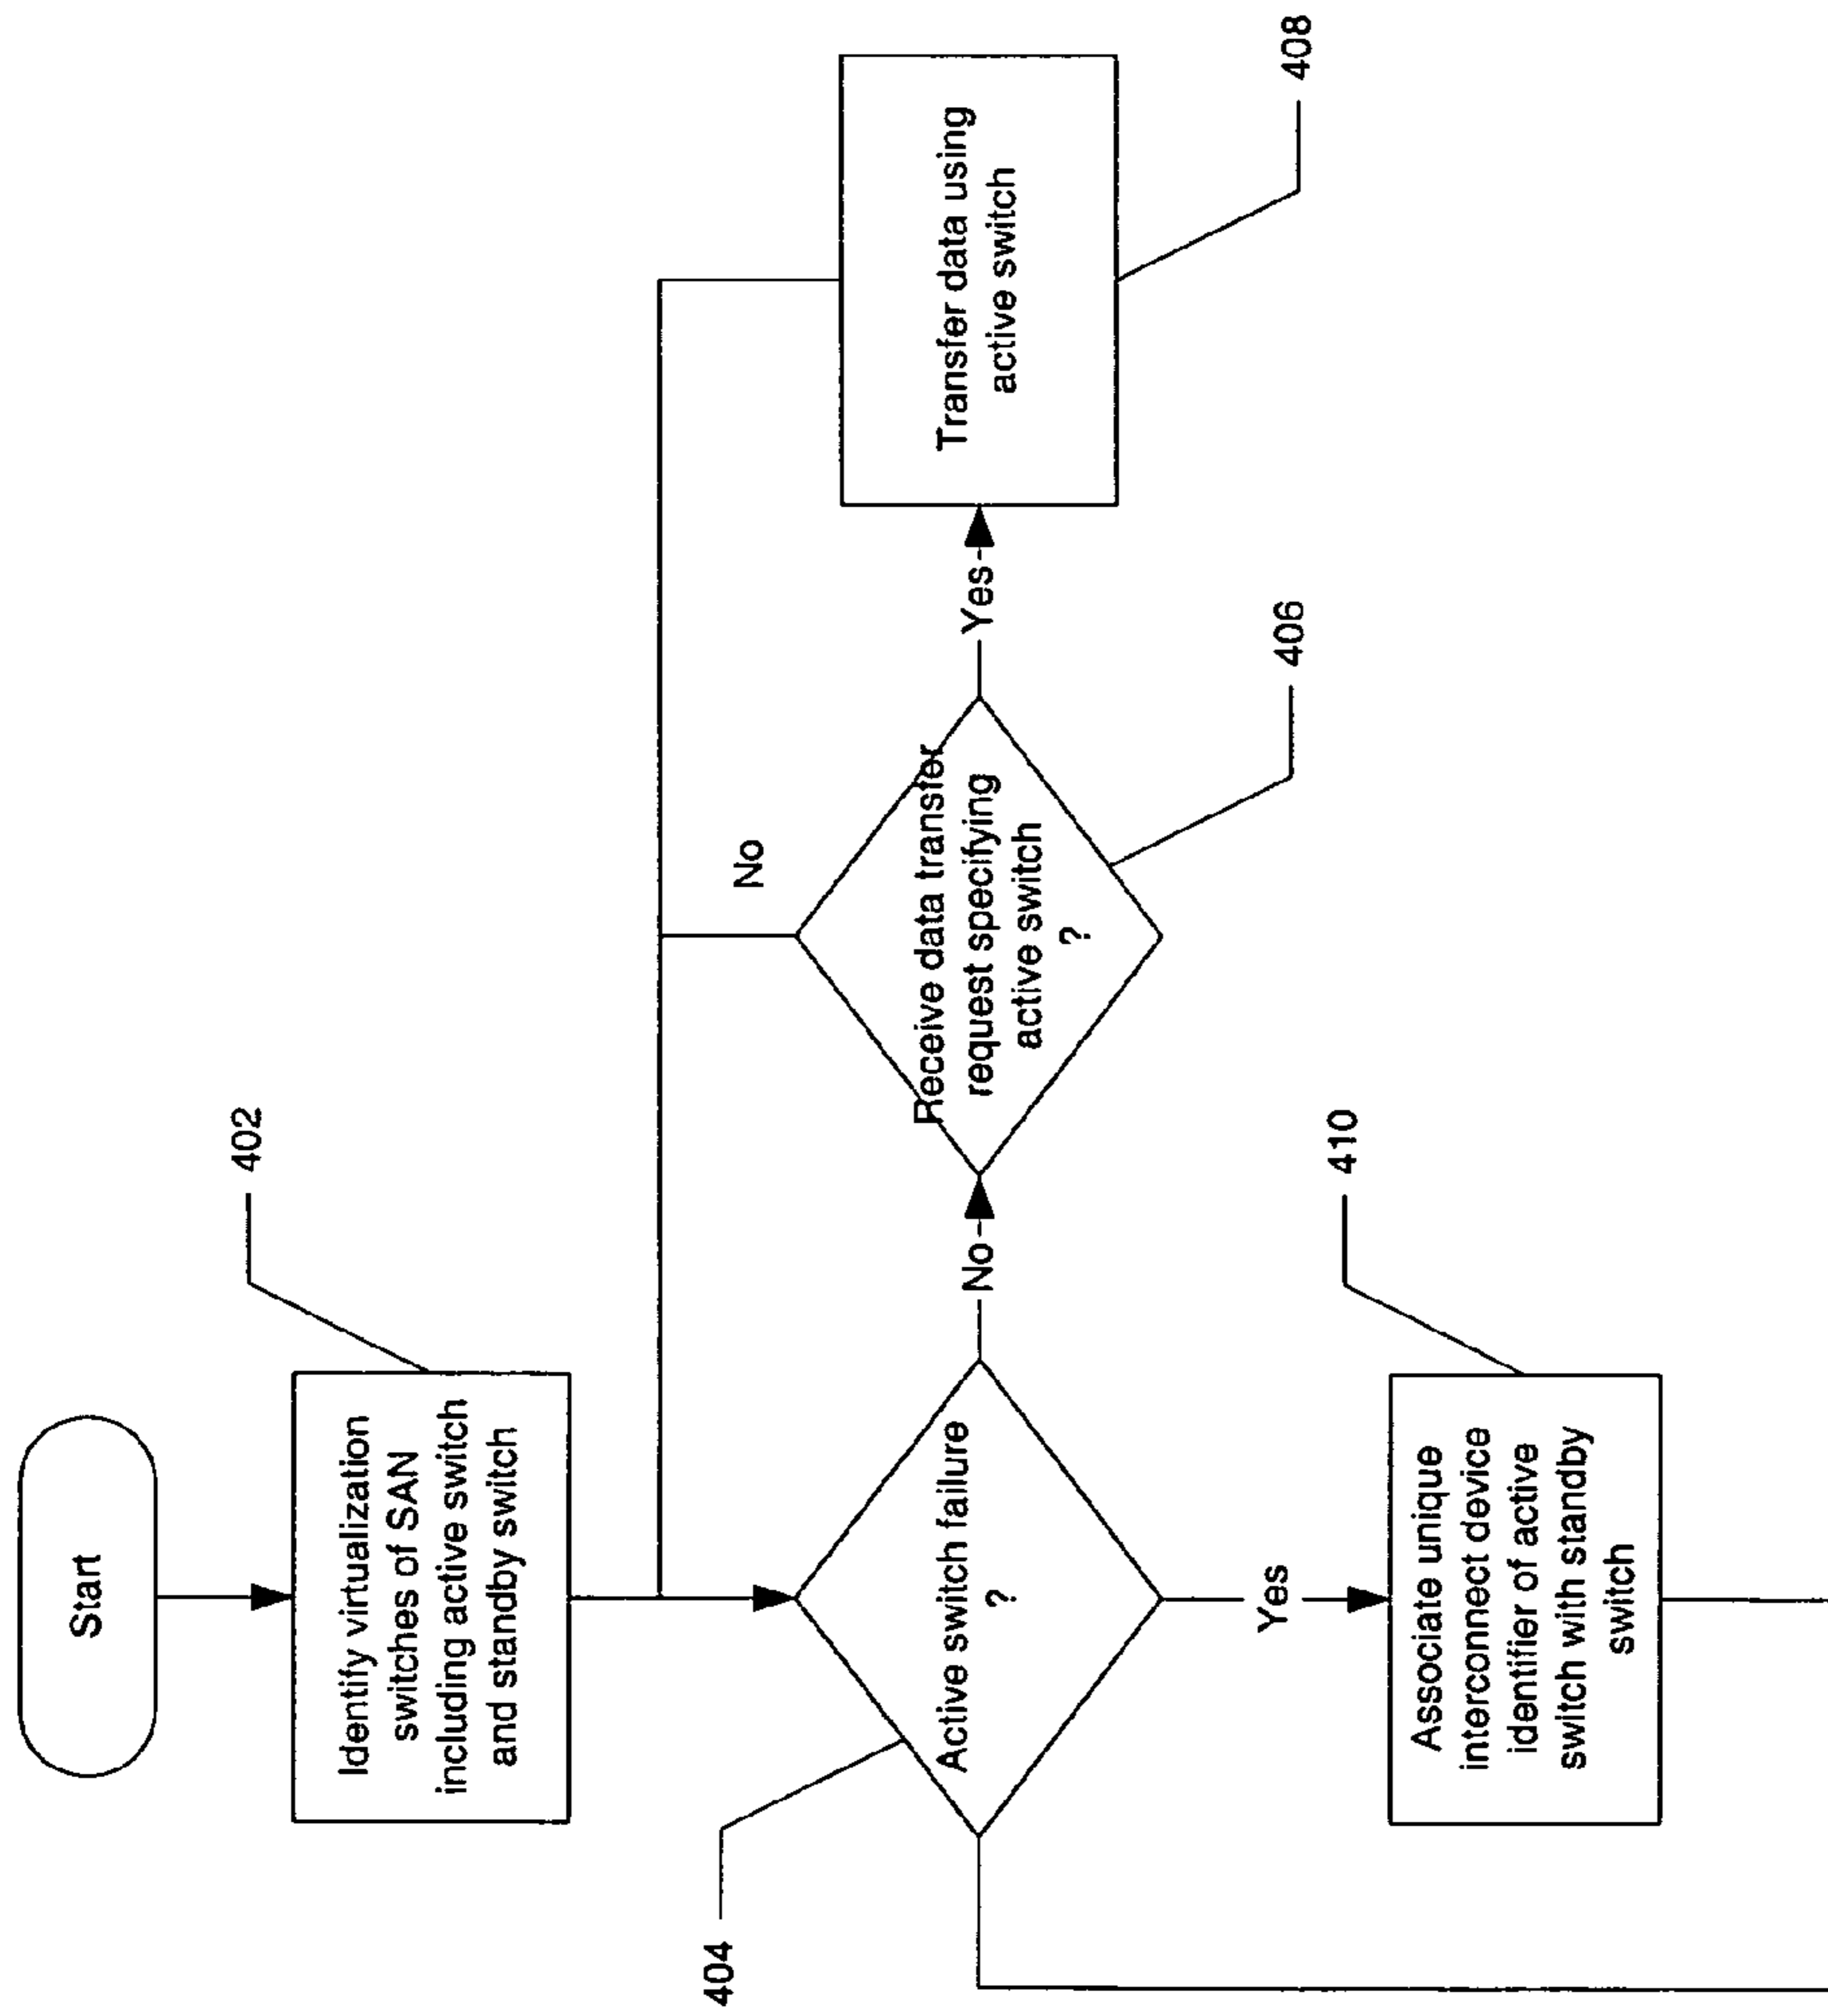 Start
402
Identify virtualization
switches of SAN
including active switch
and standby switch
404
Active switch failure
?
No
Receive data transfer
request specifying
active switch
?
406
No
Yes
Transfer data using
active switch
408
Yes
410
Associate unique
interconnect device
identifier of active
switch with standby
switch